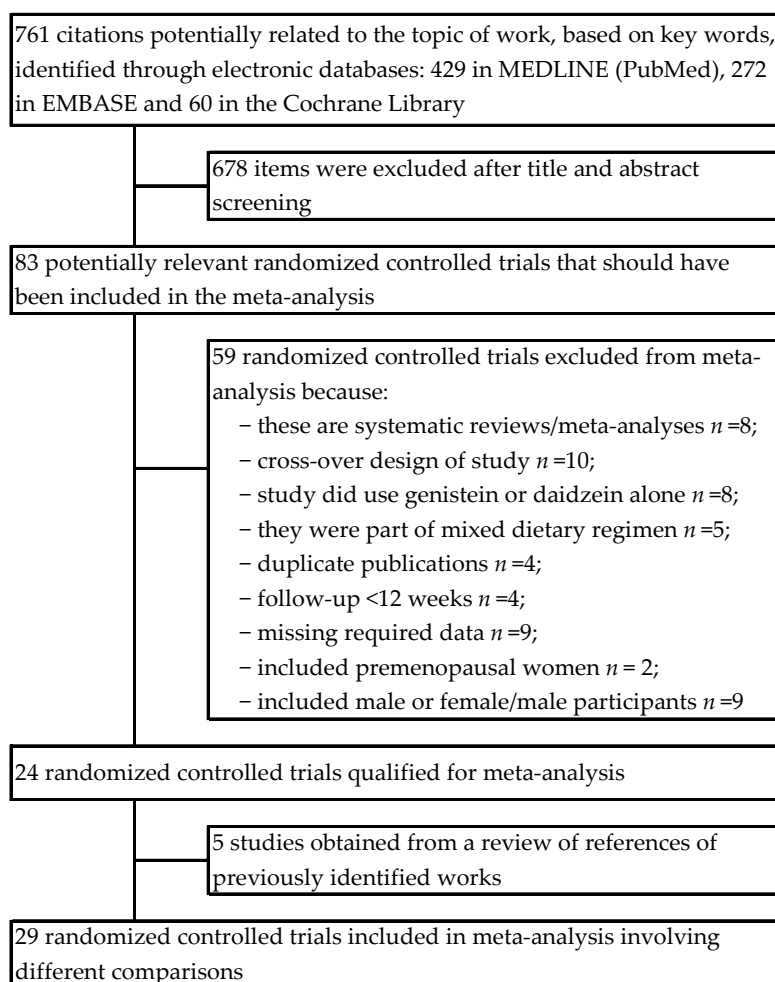 761 citations potentially related to the topic of work, based on key words,
identified through electronic databases: 429 in MEDLINE (PubMed), 272
in EMBASE and 60 in the Cochrane Library
678 items were excluded after title and abstract
screening
83 potentially relevant randomized controlled trials that should have
been included in the meta-analysis
59 randomized controlled trials excluded from meta-
analysis because:
− these are systematic reviews/meta-analyses n =8;
− cross-over design of study n =10;
− study did use genistein or daidzein alone n =8;
− they were part of mixed dietary regimen n =5;
− duplicate publications n =4;
− follow-up <12 weeks n =4;
− missing required data n =9;
− included premenopausal women n = 2;
− included male or female/male participants n =9
24 randomized controlled trials qualified for meta-analysis
5 studies obtained from a review of references of
previously identified works
29 randomized controlled trials included in meta-analysis involving
different comparisons